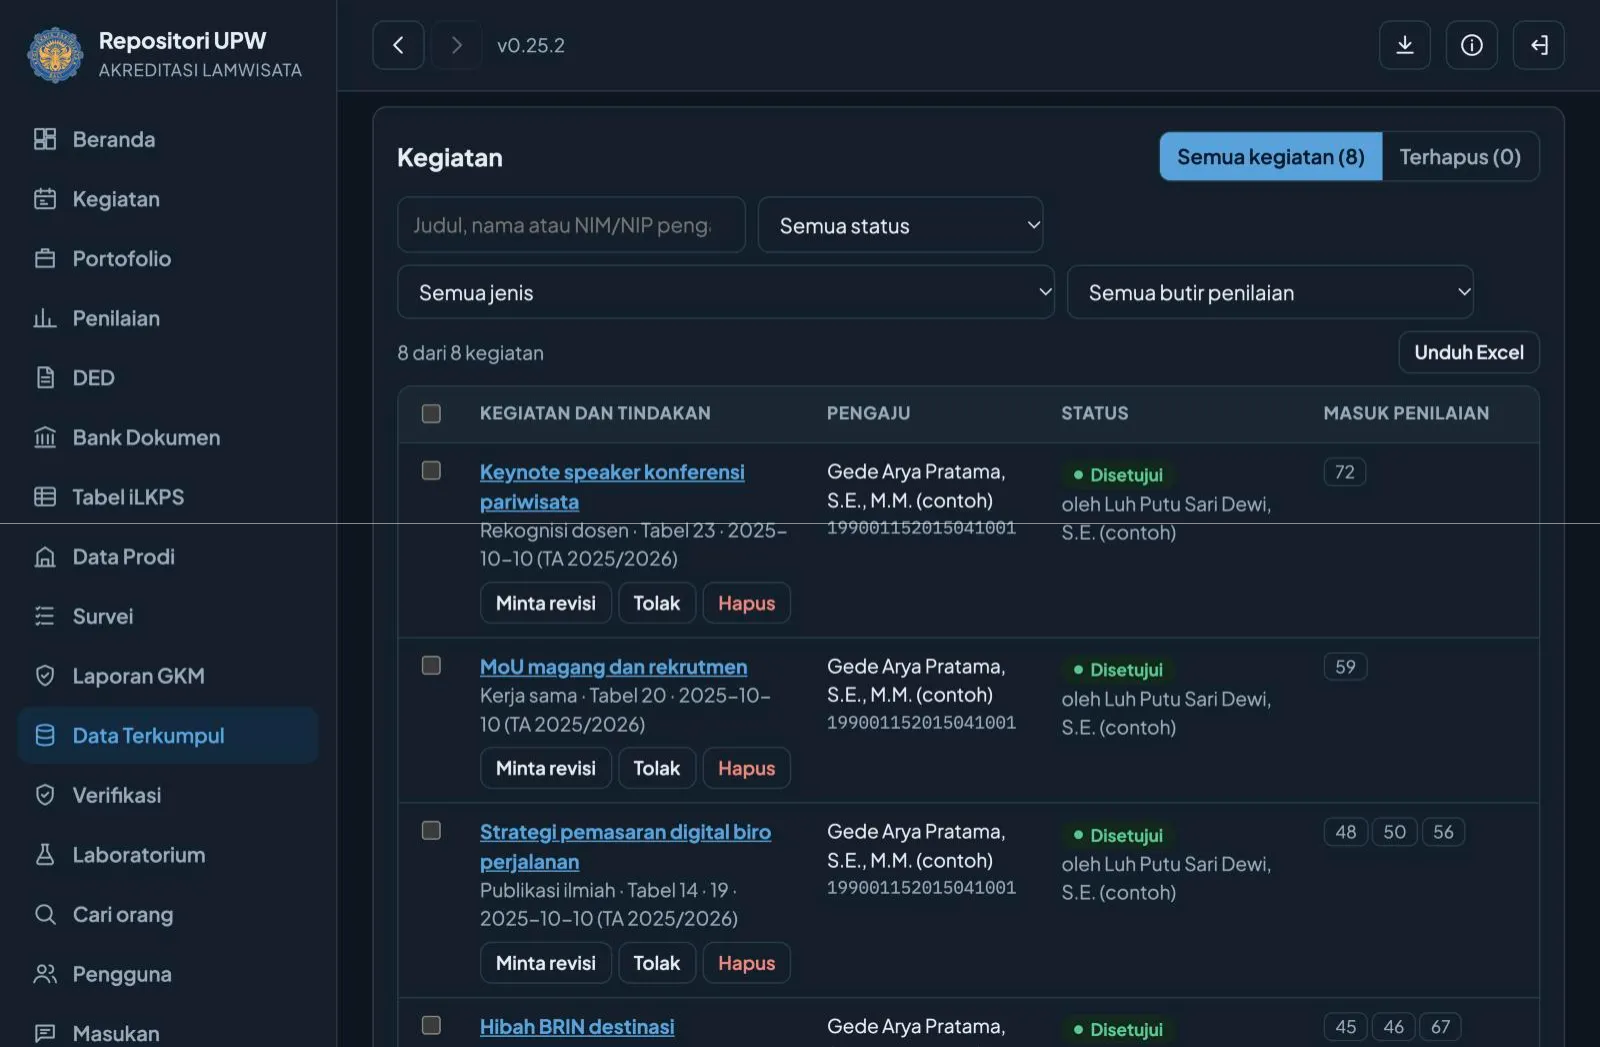 Repositori UPW
AKREDITASI LAMWISATA
Beranda
Kegiatan
Portofolio
Penilaian
DED
Bank Dokumen
Tabel iLKPS
Data Prodi
Survei
Laporan GKM
Data Terkumpul
Verifikasi
Laboratorium
Cari orang
Pengguna
Masukan
v0.25.2
Kegiatan
Semua kegiatan (8)
Terhapus (0)
Judul, nama atau NIM/NIP peng
Semua status
Semua jenis
Semua butir penilaian
8 dari 8 kegiatan
Unduh Excel
KEGIATAN DAN TINDAKAN
PENGAJU
STATUS
MASUK PENILAIAN
Keynote speaker konferensi
pariwisata
Rekognisi dosen · Tabel 23 · 2025-
10-10 (TA 2025/2026)
Minta revisi
Tolak
Hapus
Gede Arya Pratama,
S.E., M.M. (contoh)
199001152015041001
Disetujui
oleh Luh Putu Sari Dewi,
S.E. (contoh)
72
MoU magang dan rekrutmen
Kerja sama · Tabel 20 · 2025-10-
10 (TA 2025/2026)
Minta revisi
Tolak
Hapus
Gede Arya Pratama,
S.E., M.M. (contoh)
199001152015041001
Disetujui
oleh Luh Putu Sari Dewi,
S.E. (contoh)
59
Strategi pemasaran digital biro
perjalanan
Publikasi ilmiah · Tabel 14 · 19 ·
2025-10-10 (TA 2025/2026)
Minta revisi
Tolak
Hapus
Gede Arya Pratama,
S.E., M.M. (contoh)
199001152015041001
Disetujui
oleh Luh Putu Sari Dewi,
S.E. (contoh)
48 50 56
Hibah BRIN destinasi
Gede Arya Pratama,
Disetujui
45 46 67